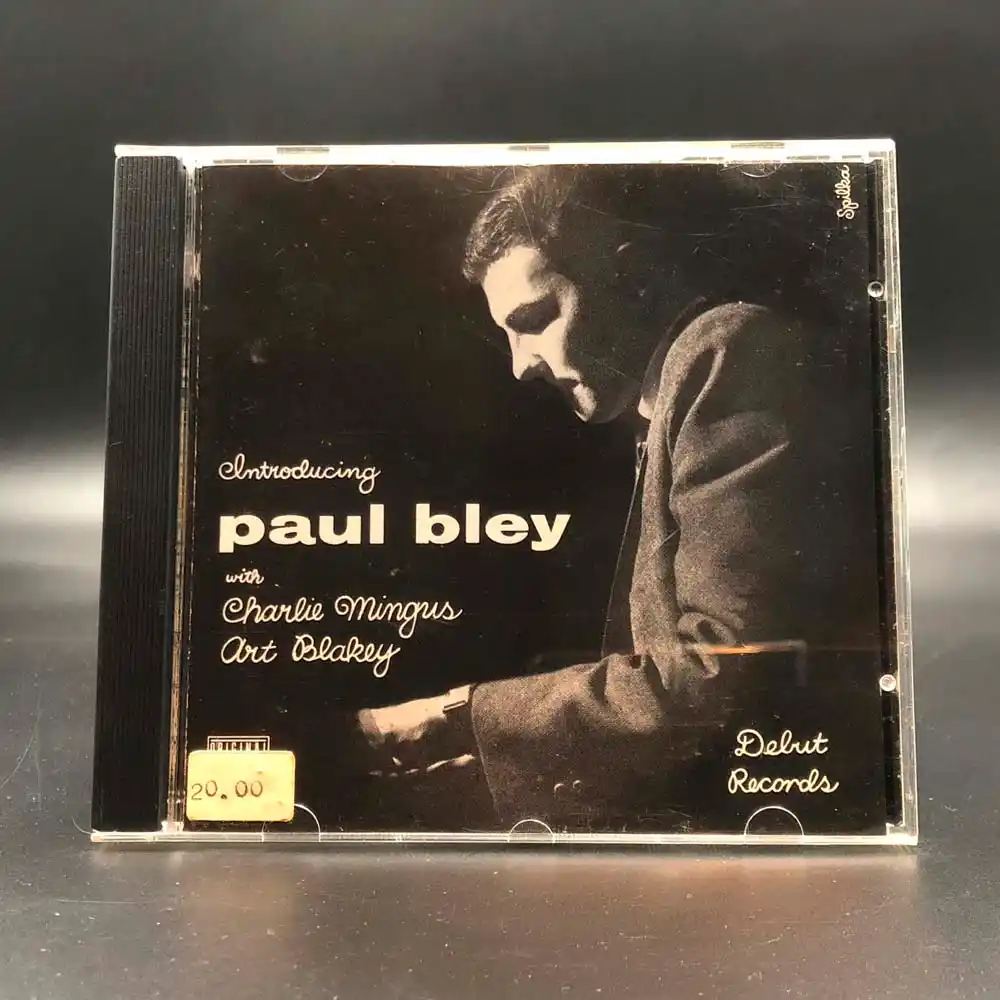 Spilka
Introducing
paul bley
with
Charlie Mingus
Art Blakey
Debut
Records
ORIGINAL
20.00